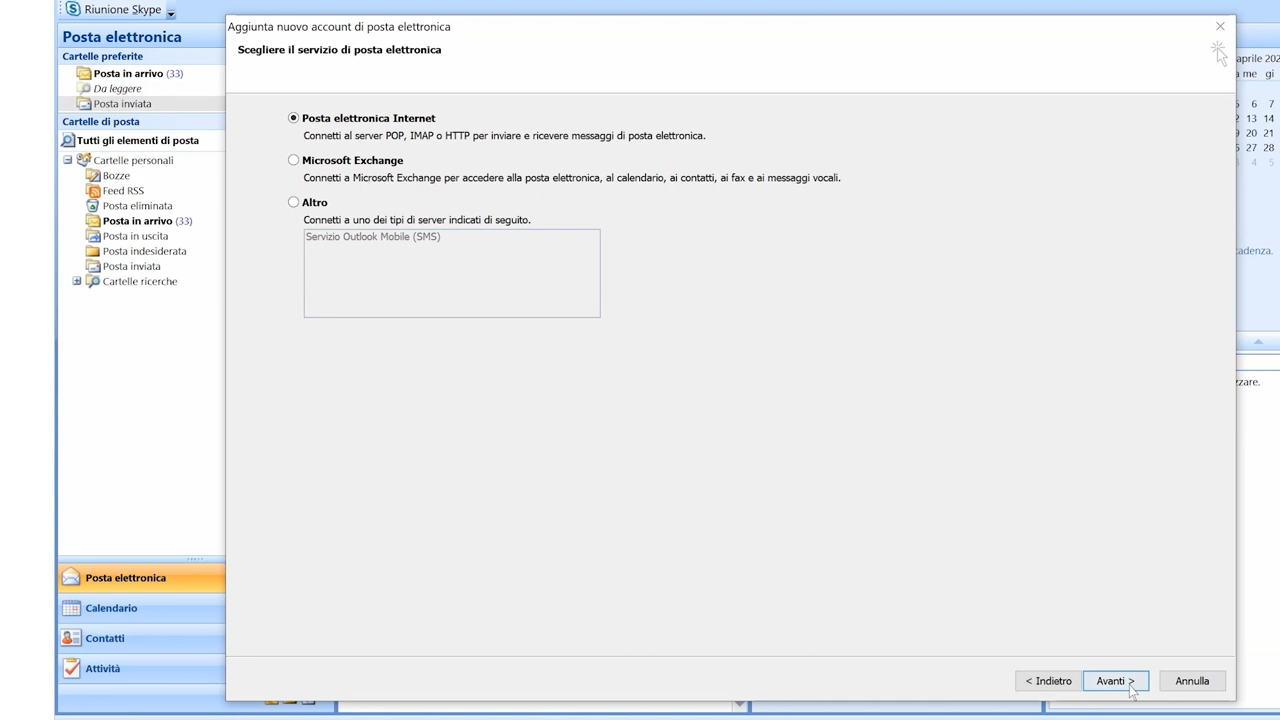 Riunione Skype
Posta elettronica
Cartelle preferite
Posta in arrivo (33)
Da leggere
Posta inviata
Cartelle di posta
Tutti gli elementi di posta
Cartelle personali
Bozze
Feed RSS
Posta eliminata
Posta in arrivo (33)
Posta in uscita
Posta indesiderata
Posta inviata
Cartelle ricerche
Posta elettronica
Calendario
Contatti
Attività
Aggiunta nuovo account di posta elettronica
Scegliere il servizio di posta elettronica
Posta elettronica Internet
Connetti al server POP, IMAP o HTTP per inviare e ricevere messaggi di posta elettronica.
Microsoft Exchange
Connetti a Microsoft Exchange per accedere alla posta elettronica, al calendario, ai contatti, ai fax e ai messaggi vocali.
Altro
Connetti a uno dei tipi di server indicati di seguito.
Servizio Outlook Mobile (SMS)
< Indietro
Avanti >
Annulla
aprile 202
me gi
6 7
13 14
20 21
27 28
4 5
cadenza.
zzare.